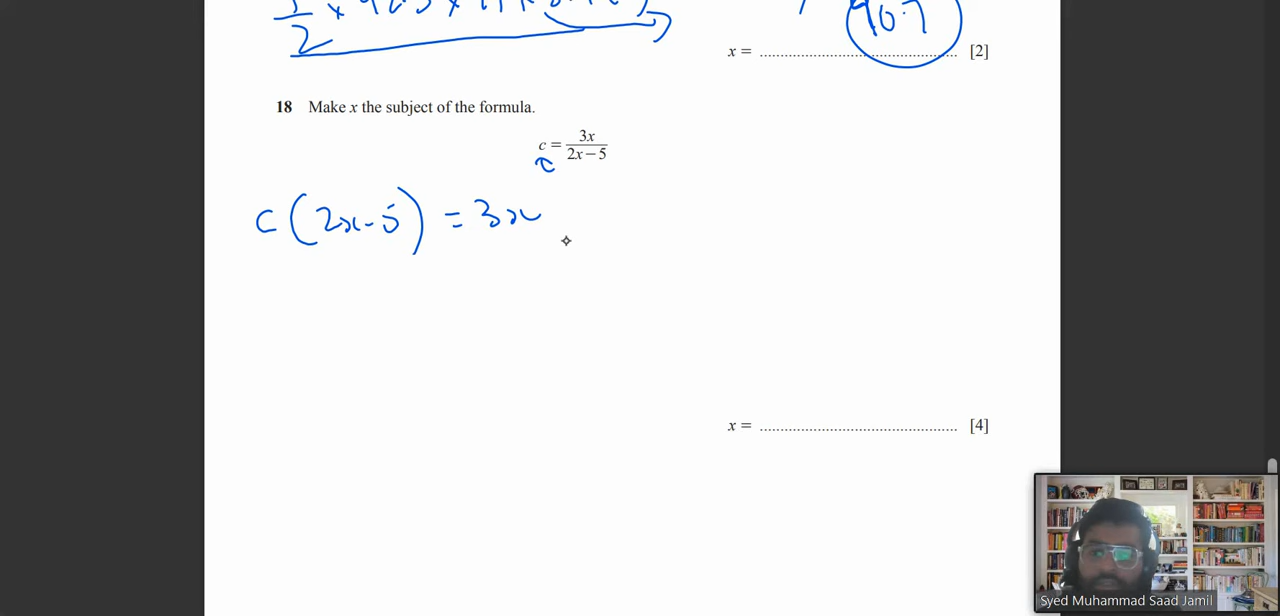 x = ........................................ [2]
18 Make x the subject of the formula.
c = 3x / 2x − 5
c (2x - 5) = 3x
x = ........................................ [4]
Syed Muhammad Saad Jamil